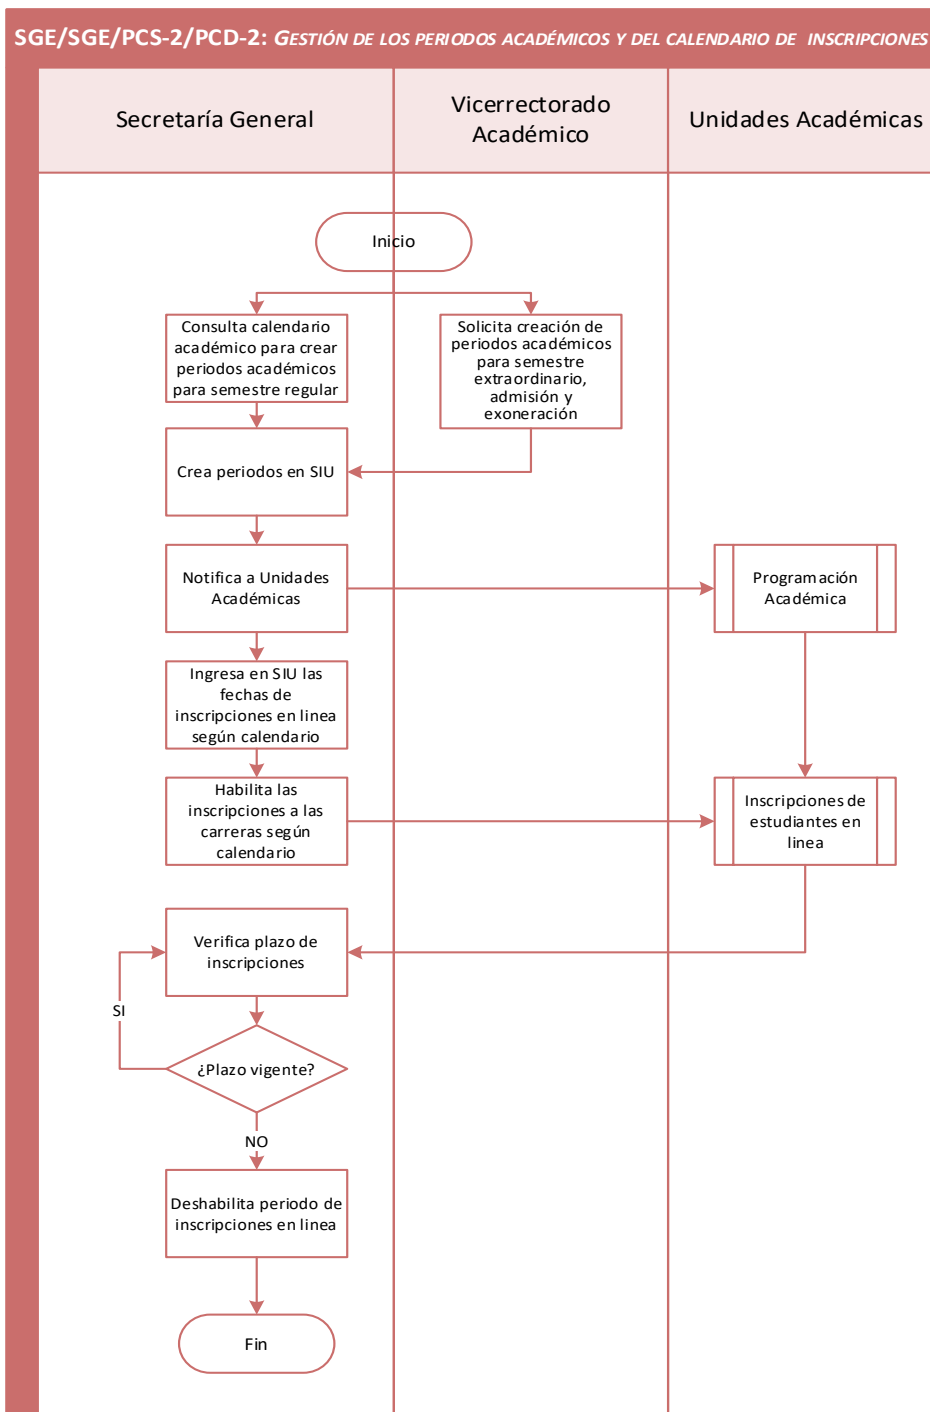 SGE/SGE/PCS-2/PCD-2: GESTIÓN DE LOS PERIODOS ACADÉMICOS Y DEL CALENDARIO DE INSCRIPCIONES
Secretaría General
Vicerrectorado
Académico
Unidades Académicas
Inicio
Consulta calendario
académico para crear
periodos académicos
para semestre regular
Solicita creación de
periodos académicos
para semestre
extraordinario,
admisión y
exoneración
Crea periodos en SIU
Notifica a Unidades
Académicas
Programación
Académica
Ingresa en SIU las
fechas de
inscripciones en linea
según calendario
Habilita las
inscripciones a las
carreras según
calendario
Inscripciones de
estudiantes en
linea
Verifica plazo de
inscripciones
SI
¿Plazo vigente?
NO
Deshabilita periodo de
inscripciones en linea
Fin